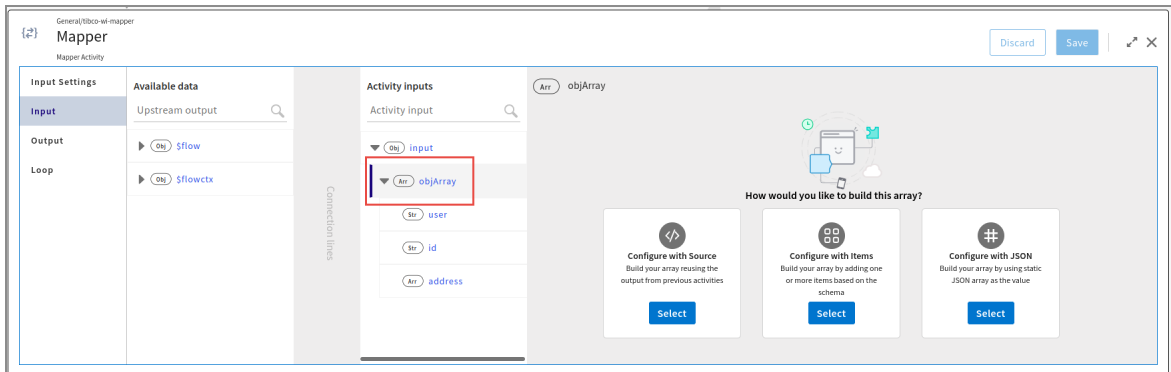 General/tibco-wi-mapper
Mapper
Mapper Activity
Discard
Save
Input Settings
Input
Output
Loop
Available data
Upstream output
Obj $flow
Obj $flowctx
Connection lines
Activity inputs
Activity input
Obj input
Arr objArray
Str user
Str id
Arr address
Arr objArray
How would you like to build this array?
Configure with Source
Build your array reusing the
output from previous activities
Select
Configure with Items
Build your array by adding one
or more items based on the
schema
Select
Configure with JSON
Build your array by using static
JSON array as the value
Select